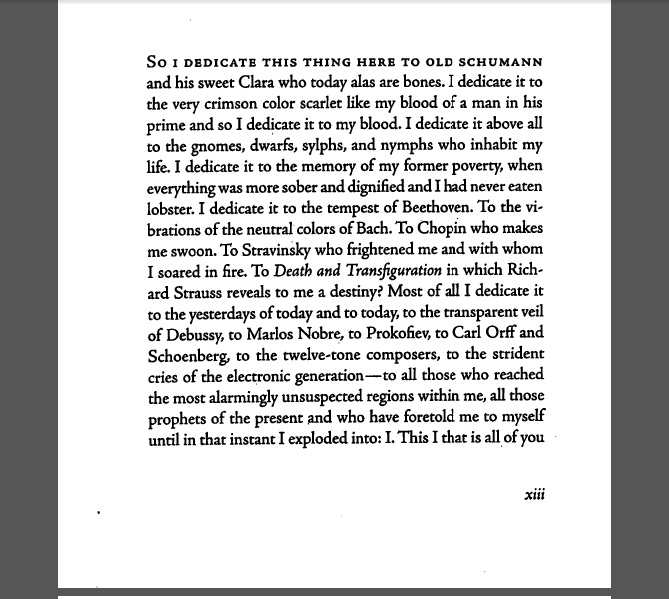 SO I DEDICATE THIS THING HERE TO OLD SCHUMANN
and his sweet Clara who today alas are bones. I dedicate it to
the very crimson color scarlet like my blood of a man in his
prime and so I dedicate it to my blood. I dedicate it above all
to the gnomes, dwarfs, sylphs, and nymphs who inhabit my
life. I dedicate it to the memory of my former poverty, when
everything was more sober and dignified and I had never eaten
lobster. I dedicate it to the tempest of Beethoven. To the vi-
brations of the neutral colors of Bach. To Chopin who makes
me swoon. To Stravinsky who frightened me and with whom
I soared in fire. To Death and Transfiguration in which Rich-
ard Strauss reveals to me a destiny? Most of all I dedicate it
to the yesterdays of today and to today, to the transparent veil
of Debussy, to Marlos Nobre, to Prokofiev, to Carl Orff and
Schoenberg, to the twelve-tone composers, to the strident
cries of the electronic generation—to all those who reached
the most alarmingly unsuspected regions within me, all those
prophets of the present and who have foretold me to myself
until in that instant I exploded into: I. This I that is all of you
xiii